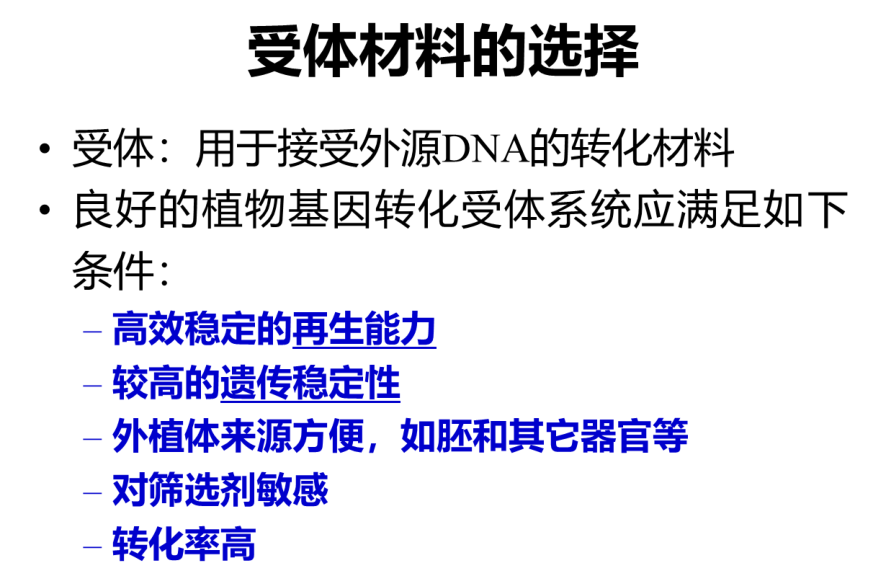 受体材料的选择
• 受体：用于接受外源DNA的转化材料
• 良好的植物基因转化受体系统应满足如下
条件：
– 高效稳定的再生能力
– 较高的遗传稳定性
– 外植体来源方便，如胚和其它器官等
– 对筛选剂敏感
– 转化率高